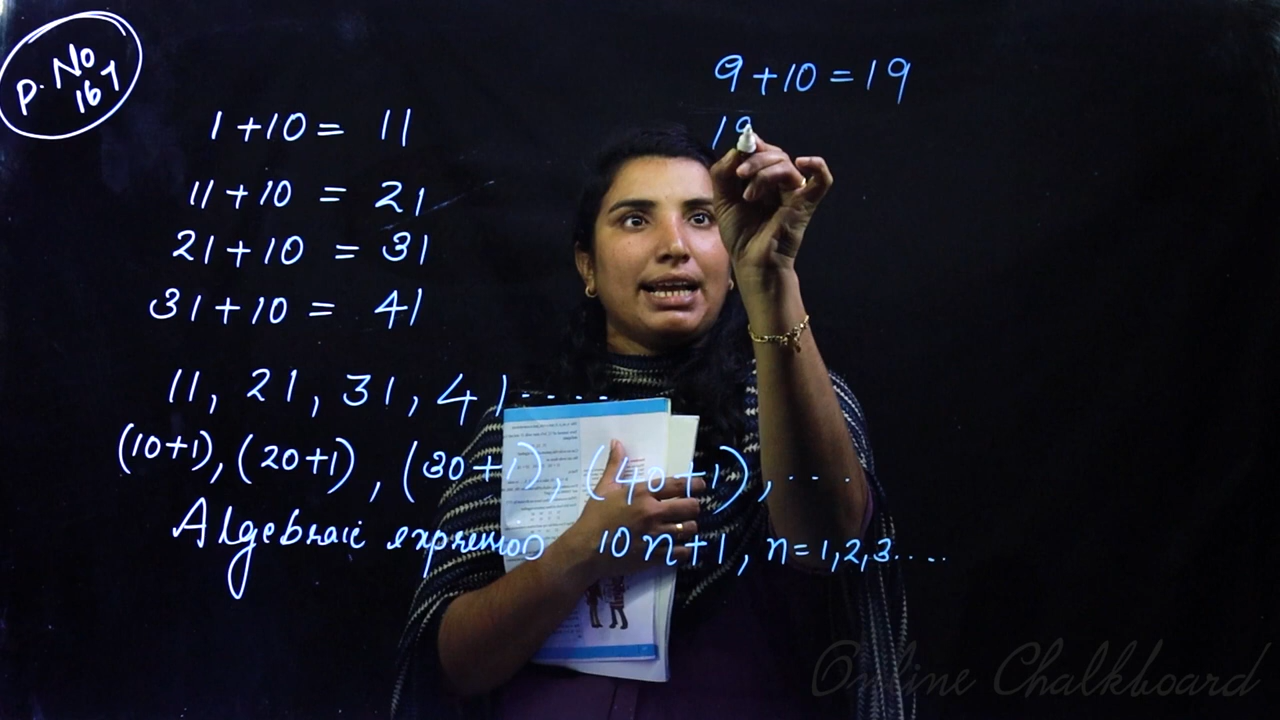 P. No
167
1 + 10 = 11
11 + 10 = 21
21 + 10 = 31
31 + 10 = 41
11, 21, 31, 41 ....
(10+1), (20+1), (30+1), (40+1), ...
Algebraic expression 10n+1, n=1,2,3....
9 + 10 = 19
19
Online Chalkboard